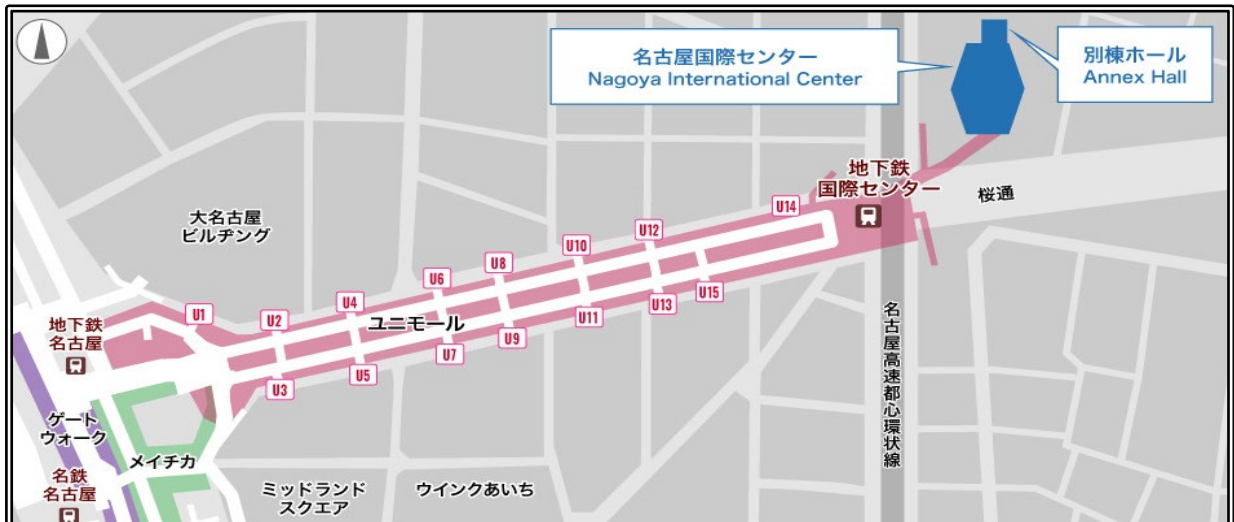 名古屋国際センター
Nagoya International Center
別棟ホール
Annex Hall
地下鉄
国際センター
桜通
大名古屋
ビルヂング
U14
U12
U10
U8
U6
U4
U2
U1
ユニモール
U15
U13
U11
U9
U7
U5
U3
地下鉄
名古屋
名古屋高速都心環状線
ゲート
ウォーク
メイチカ
名鉄
名古屋
ミッドランド
スクエア
ウインクあいち